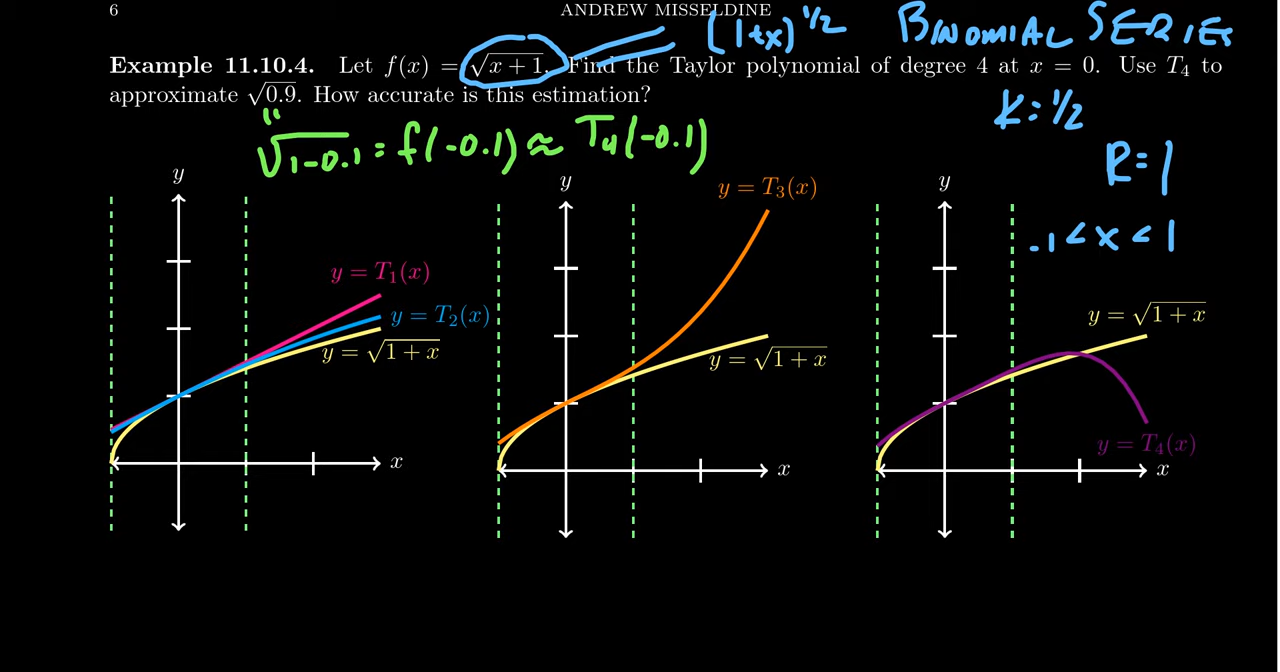 6 ANDREW MISSELDINE
(1+x)^{1/2} BINOMIAL SERIES
Example 11.10.4. Let f(x) = √(x + 1). Find the Taylor polynomial of degree 4 at x = 0. Use T₄ to
approximate √0.9. How accurate is this estimation?
K = 1/2
√(1-0.1) = f(-0.1) ≈ T₄(-0.1)
R = 1
-1 < x < 1
y
y = T₁(x)
y = T₂(x)
y = √(1 + x)
x
y
y = T₃(x)
y = √(1 + x)
x
y
y = √(1 + x)
y = T₄(x)
x